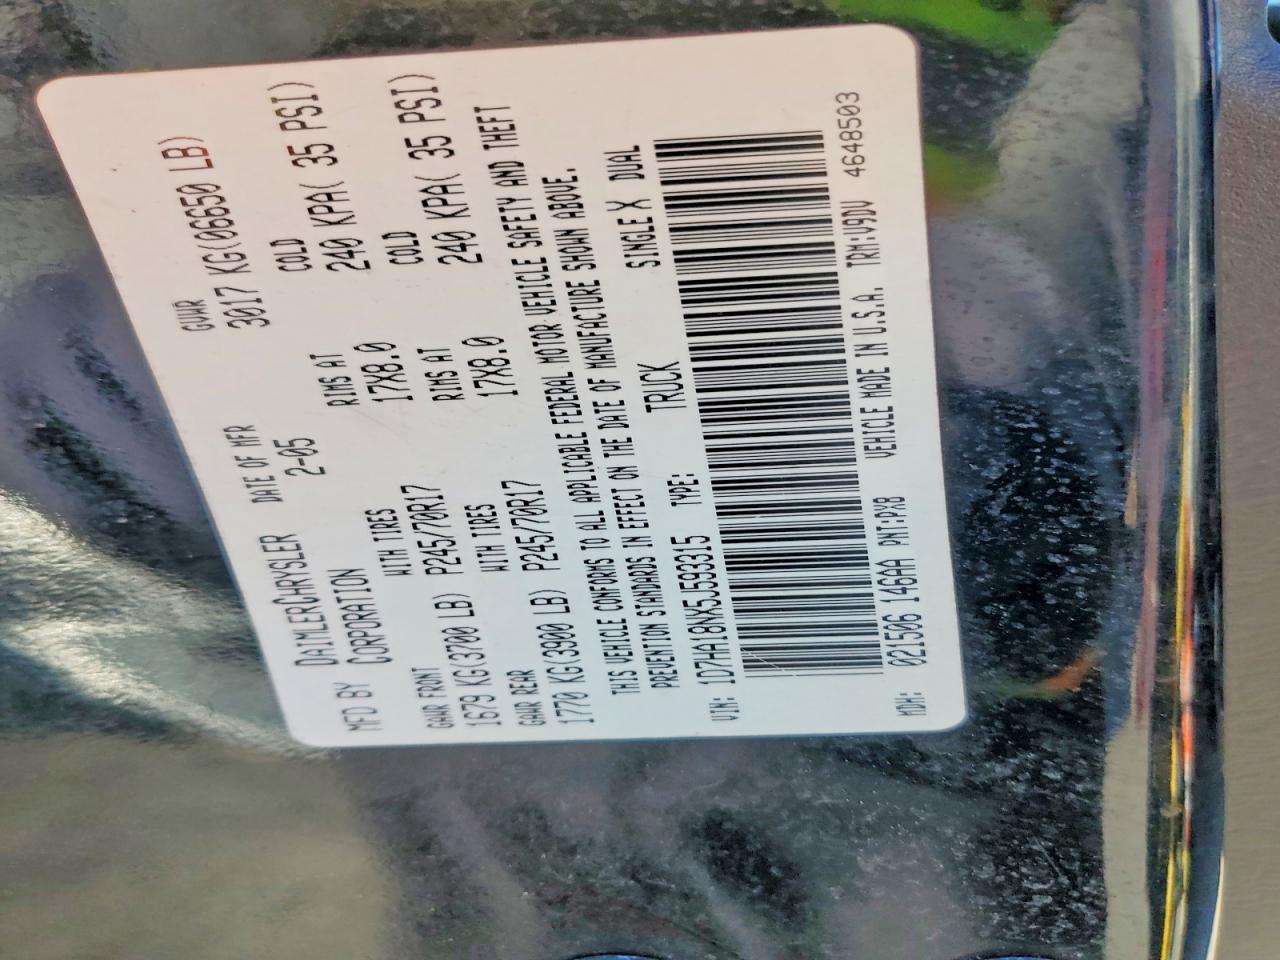 MFD BY DAIMLERCHRYSLER DATE OF MFR GVWR
CORPORATION 2-05 3017 KG(06650 LB)
GAWR FRONT WITH TIRES RIMS AT COLD
1679 KG(3700 LB) P245/70R17 17X8.0 240 KPA( 35 PSI)
GAWR REAR WITH TIRES RIMS AT COLD
1770 KG(3900 LB) P245/70R17 17X8.0 240 KPA( 35 PSI)
THIS VEHICLE CONFORMS TO ALL APPLICABLE FEDERAL MOTOR VEHICLE SAFETY AND THEFT
PREVENTON STANDARDS IN EFFECT ON THE DATE OF MANUFACTURE SHOWN ABOVE.
VIN: 1D7HA18NX5J593315 TYPE: TRUCK SINGLE X DUAL
MDH: 021506 146AA PNT:PX8 VEHICLE MADE IN U.S.A. TRM:V9DV 4648503